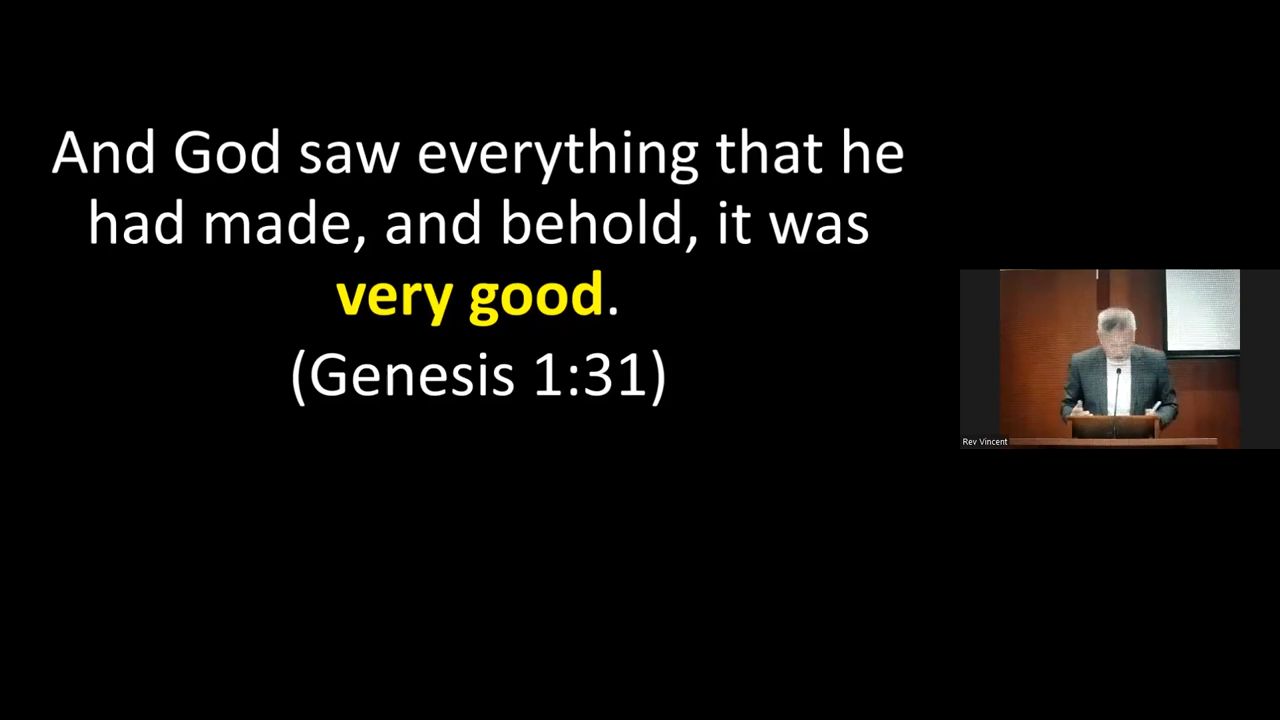 And God saw everything that he
had made, and behold, it was
very good.
(Genesis 1:31)
Rev Vincent